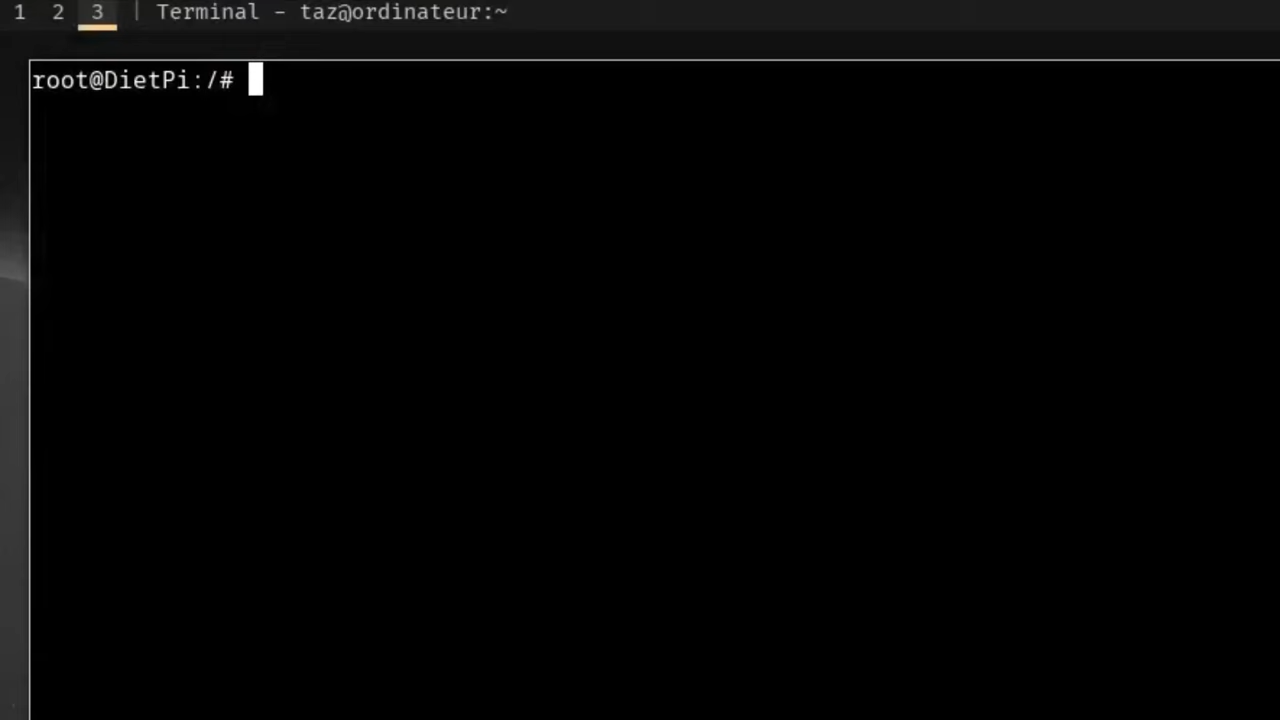 1 2 3 | Terminal - taz@ordinateur:~
root@DietPi:/#